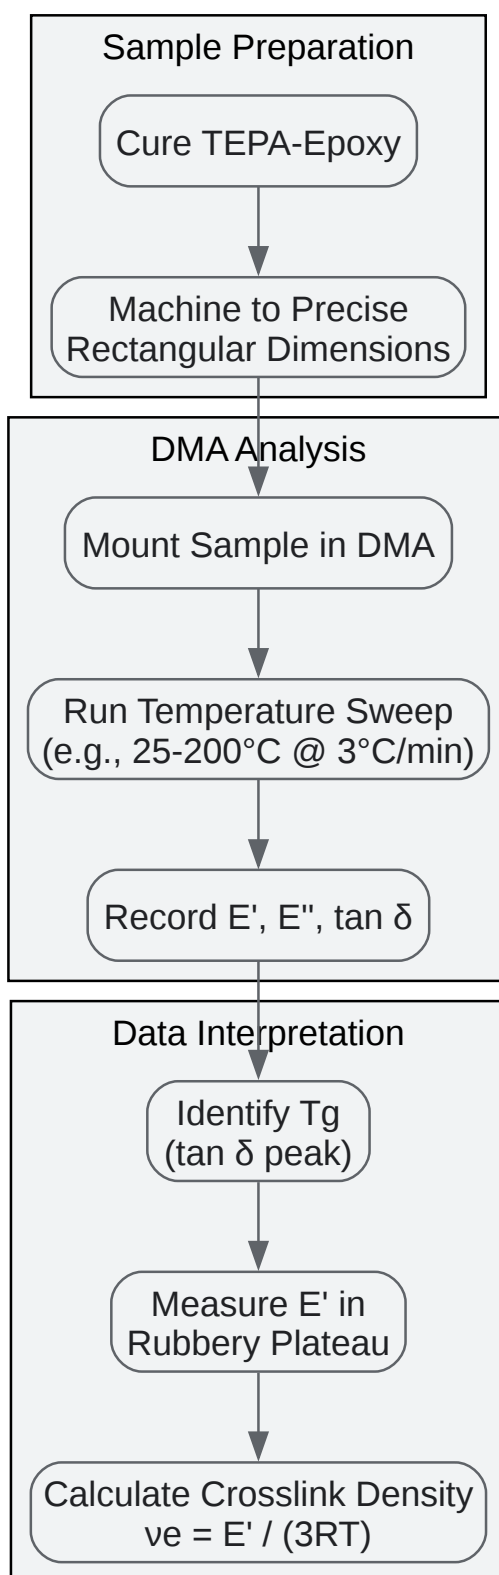 Sample Preparation
Cure TEPA-Epoxy
Machine to Precise
Rectangular Dimensions
DMA Analysis
Mount Sample in DMA
Run Temperature Sweep
(e.g., 25-200°C @ 3°C/min)
Record E', E'', tan δ
Data Interpretation
Identify Tg
(tan δ peak)
Measure E' in
Rubbery Plateau
Calculate Crosslink Density
νe = E' / (3RT)